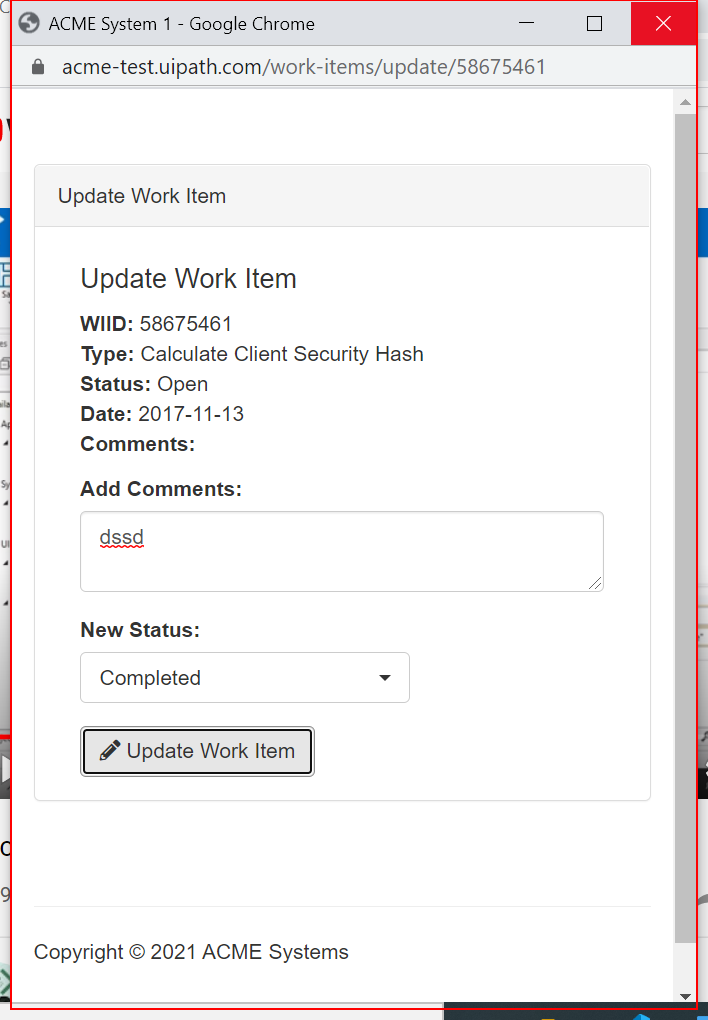 ACME System 1 - Google Chrome
acme-test.uipath.com/work-items/update/58675461
Update Work Item
Update Work Item
WIID: 58675461
Type: Calculate Client Security Hash
Status: Open
Date: 2017-11-13
Comments:
Add Comments:
dssd
New Status:
Completed
Update Work Item
Copyright © 2021 ACME Systems